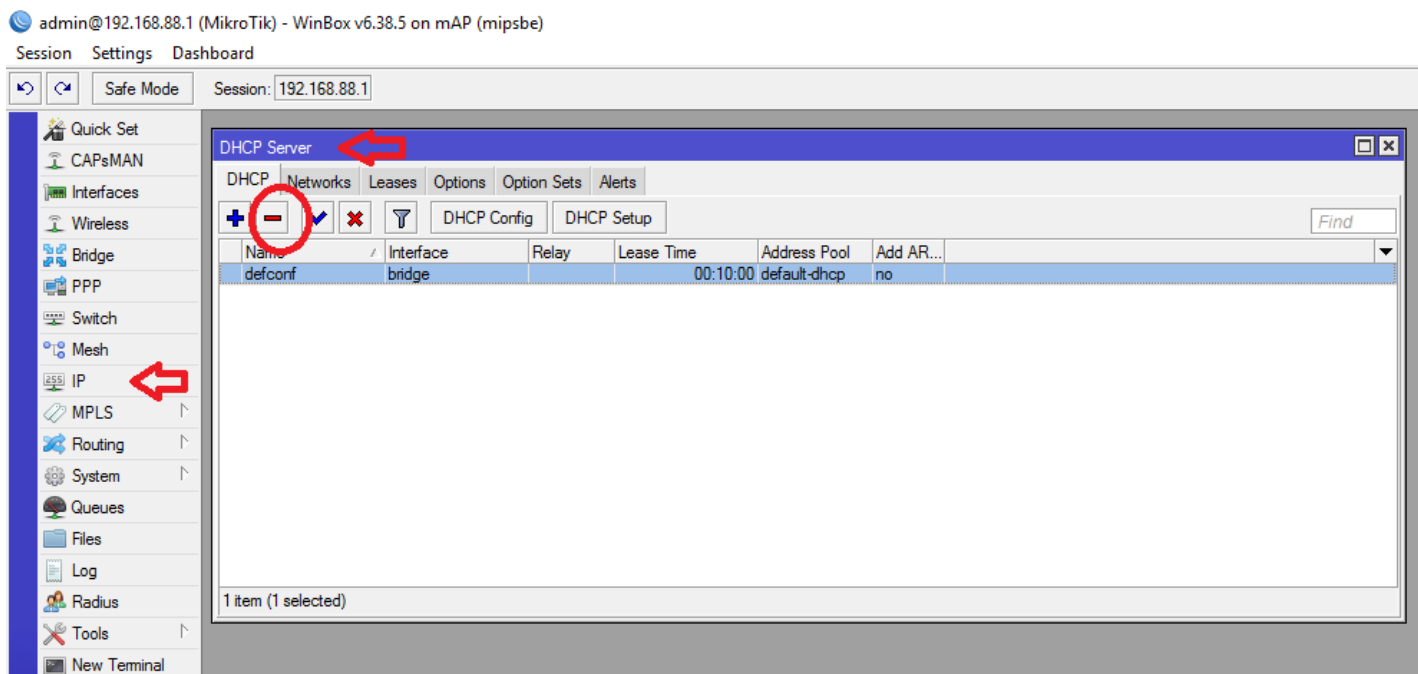 admin@192.168.88.1 (MikroTik) - WinBox v6.38.5 on mAP (mipsbe)
Session Settings Dashboard
Safe Mode Session: 192.168.88.1
Quick Set
CAPsMAN
Interfaces
Wireless
Bridge
PPP
Switch
Mesh
IP
MPLS
Routing
System
Queues
Files
Log
Radius
Tools
New Terminal
DHCP Server
DHCP Networks Leases Options Option Sets Alerts
DHCP Config DHCP Setup Find
Name Interface Relay Lease Time Address Pool Add AR...
defconf bridge 00:10:00 default-dhcp no
1 item (1 selected)